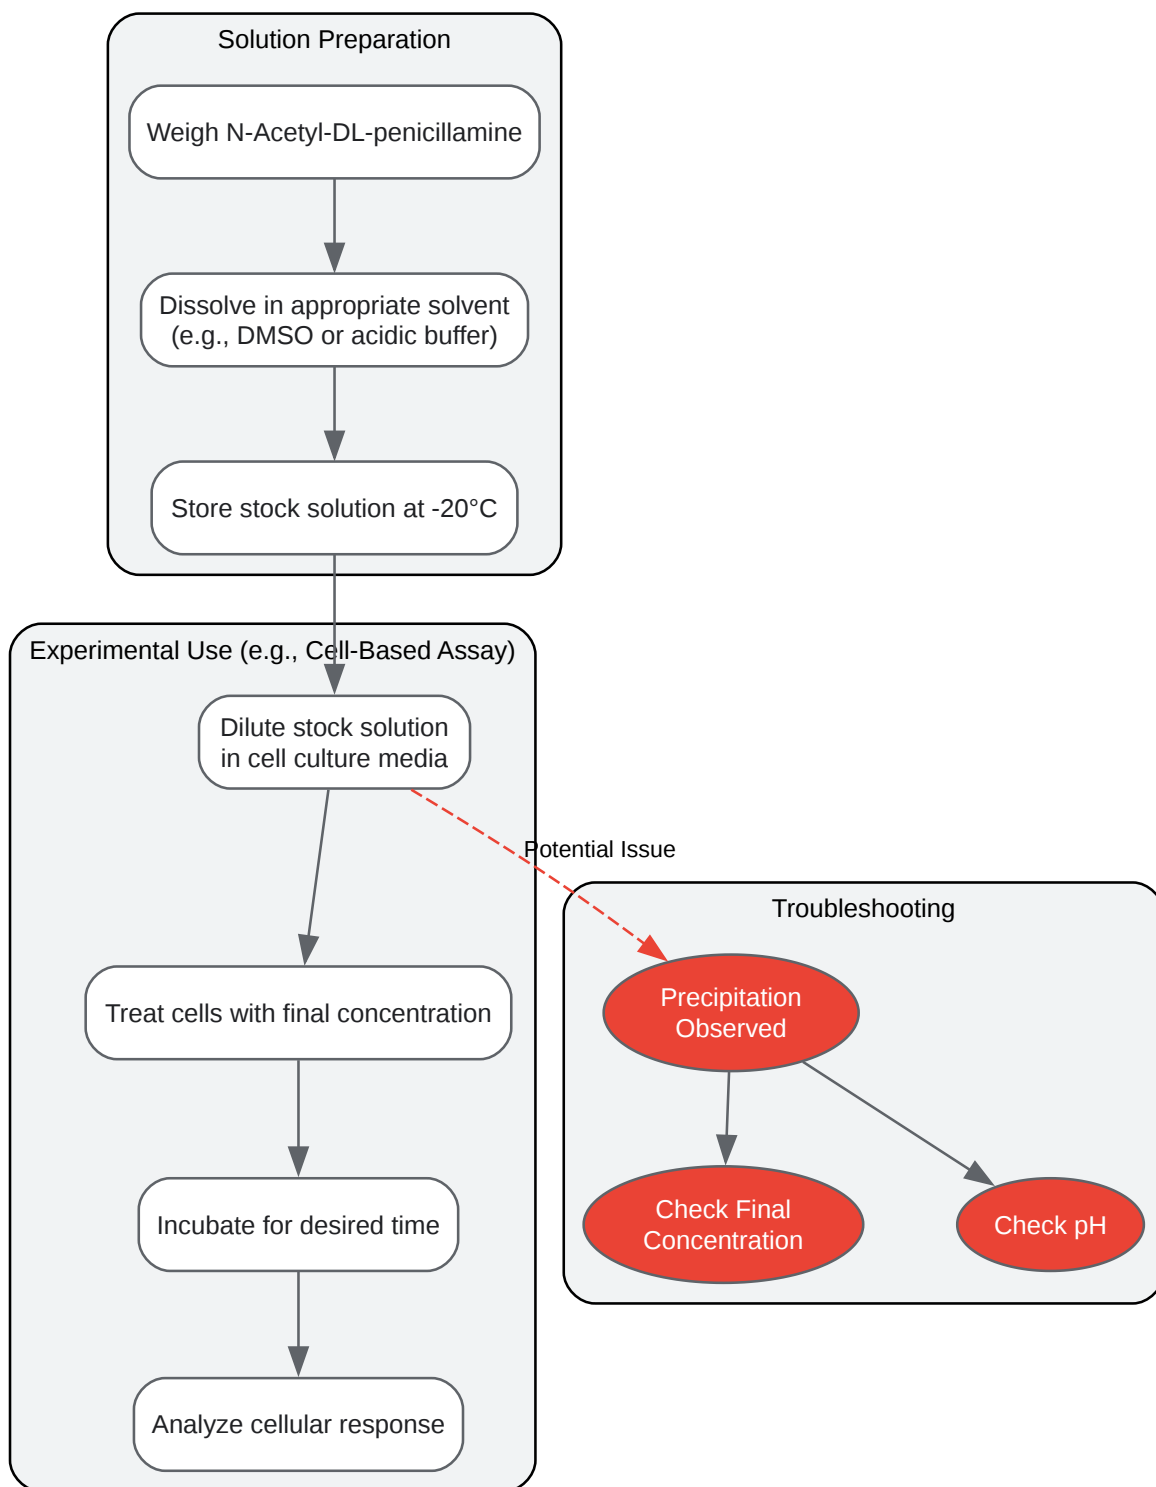 Solution Preparation
Weigh N-Acetyl-DL-penicillamine
Dissolve in appropriate solvent
(e.g., DMSO or acidic buffer)
Store stock solution at -20°C
Experimental Use (e.g., Cell-Based Assay)
Dilute stock solution
in cell culture media
Potential Issue
Troubleshooting
Precipitation
Observed
Treat cells with final concentration
Check Final
Concentration
Check pH
Incubate for desired time
Analyze cellular response